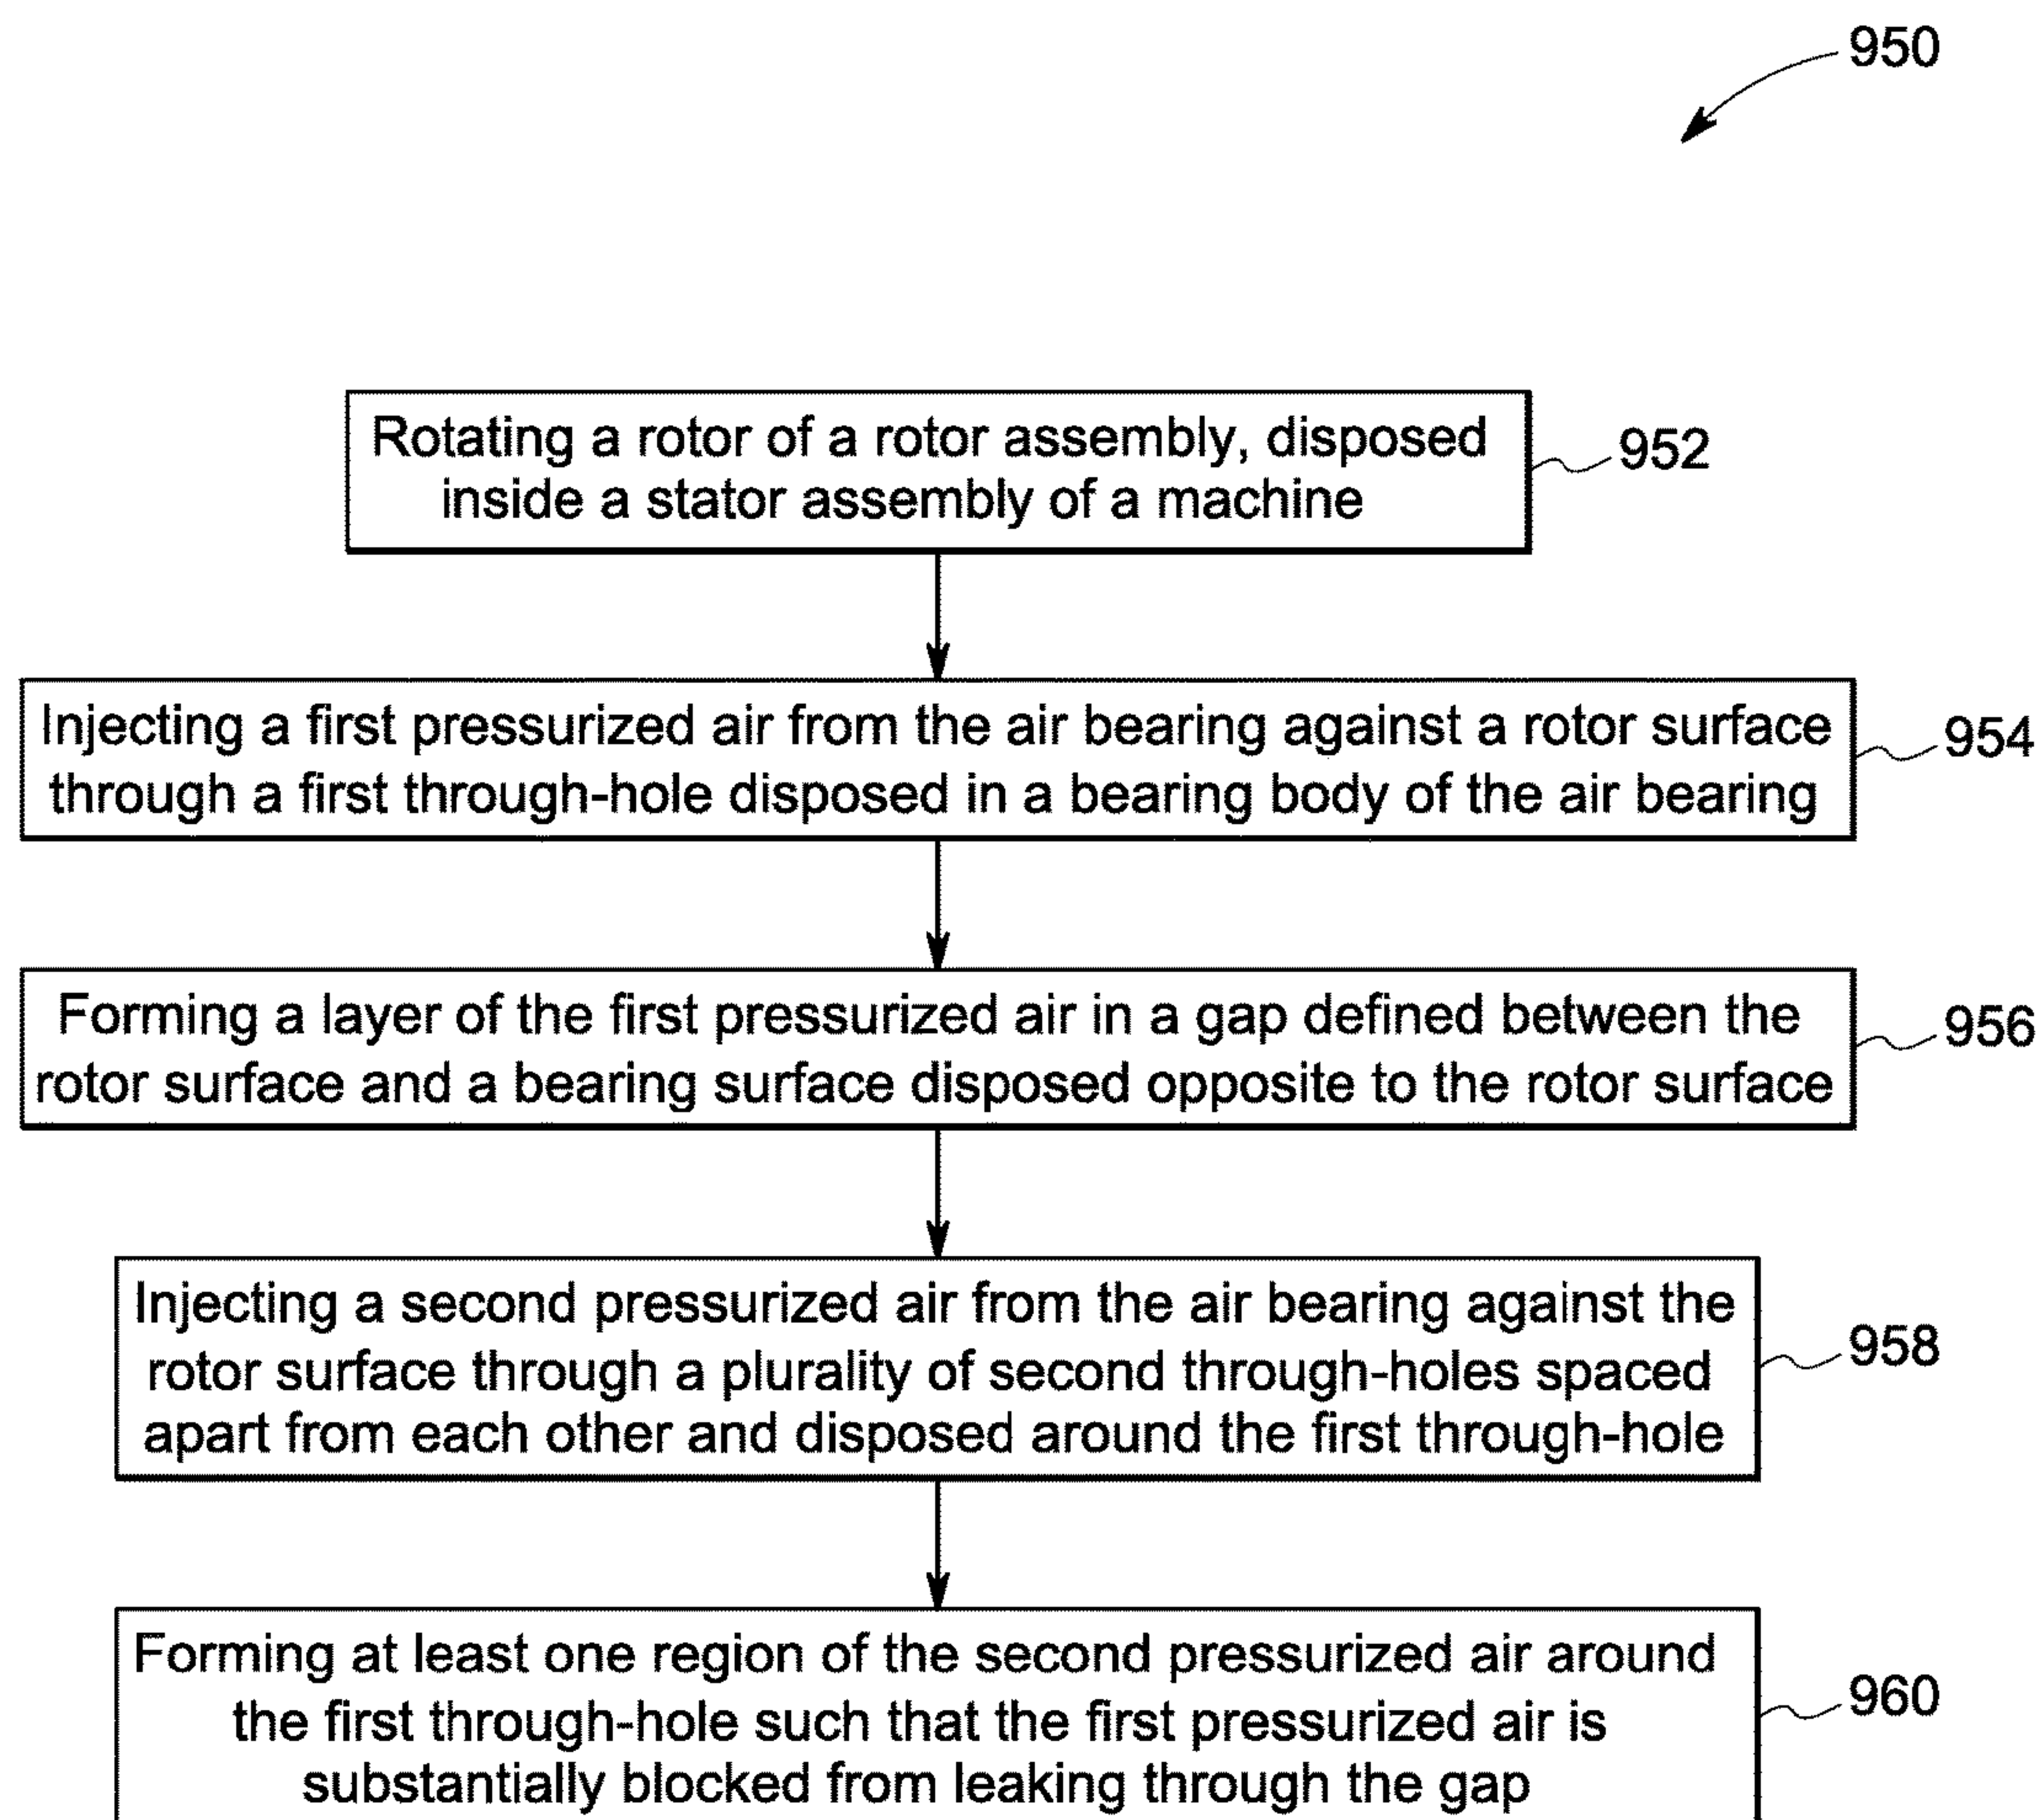 950
Rotating a rotor of a rotor assembly, disposed
inside a stator assembly of a machine
952
Injecting a first pressurized air from the air bearing against a rotor surface
through a first through-hole disposed in a bearing body of the air bearing
954
Forming a layer of the first pressurized air in a gap defined between the
rotor surface and a bearing surface disposed opposite to the rotor surface
956
Injecting a second pressurized air from the air bearing against the
rotor surface through a plurality of second through-holes spaced
apart from each other and disposed around the first through-hole
958
Forming at least one region of the second pressurized air around
the first through-hole such that the first pressurized air is
substantially blocked from leaking through the gap
960